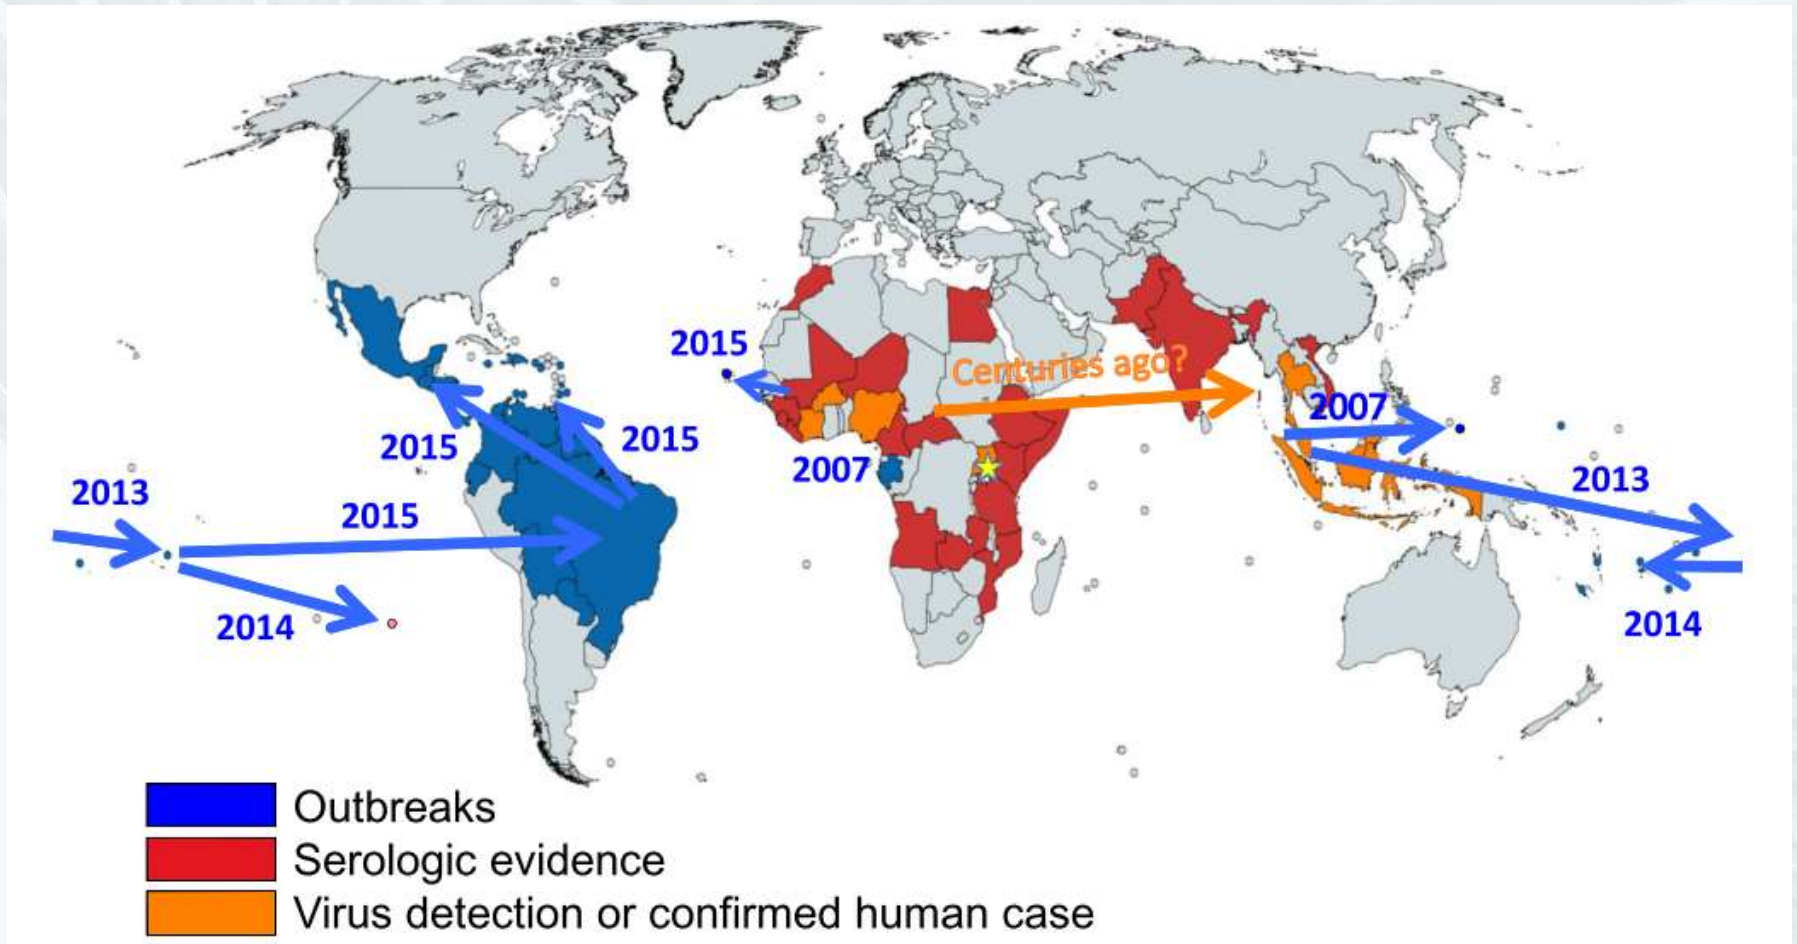 2015
Centuries ago?
2007
2015
2015
2007
2013
2013
2015
2014
2014
Outbreaks
Serologic evidence
Virus detection or confirmed human case